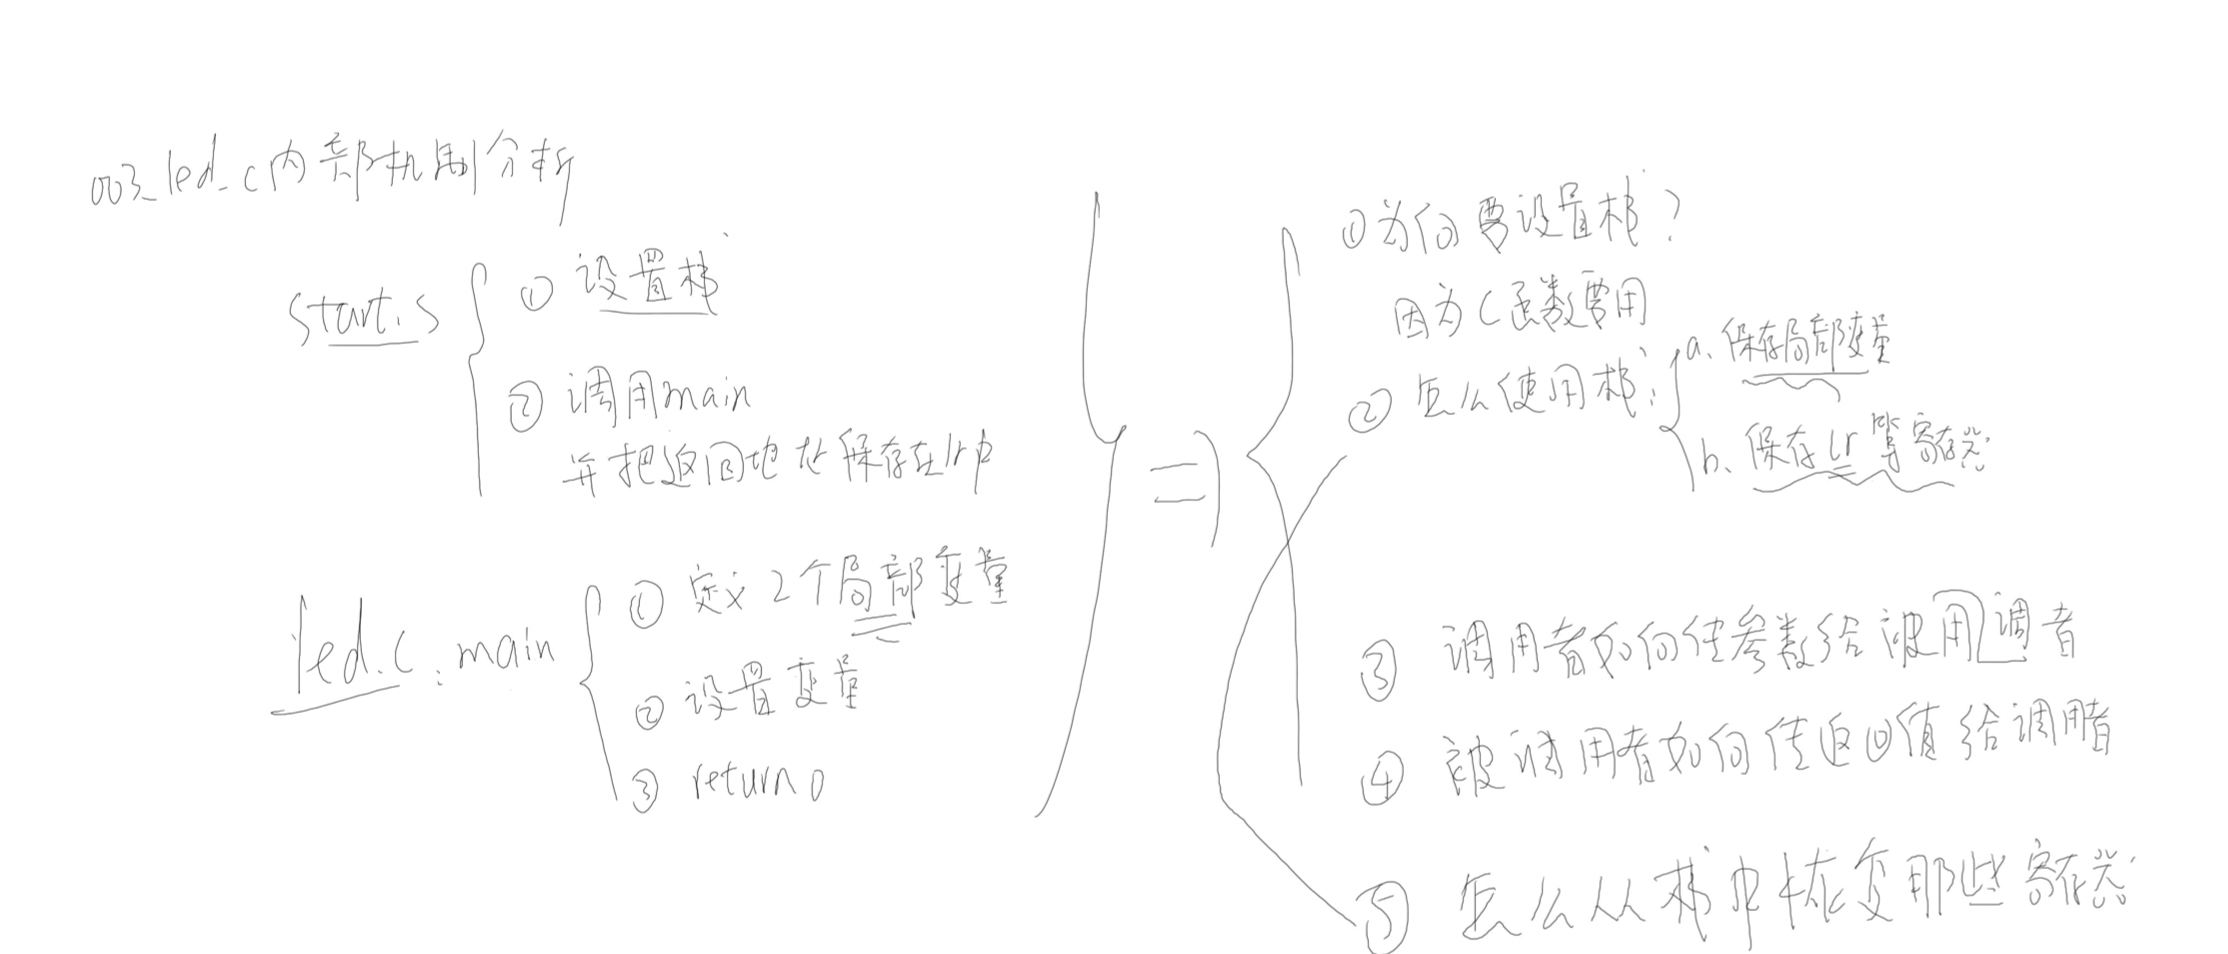 003_led_c内部机制分析
start.s
① 设置栈
② 调用main
并把返回地址保存在lr中
led.c:main
① 定义2个局部变量
② 设置变量
③ return 0
=>
① 为何要设置栈?
因为C函数要用
② 怎么使用栈:
a、保存局部变量
b、保存lr等寄存器
③ 调用者如何传参数给被用调者
④ 被调用者如何传返回值给调用者
⑤ 怎么从栈中恢复那些寄存器